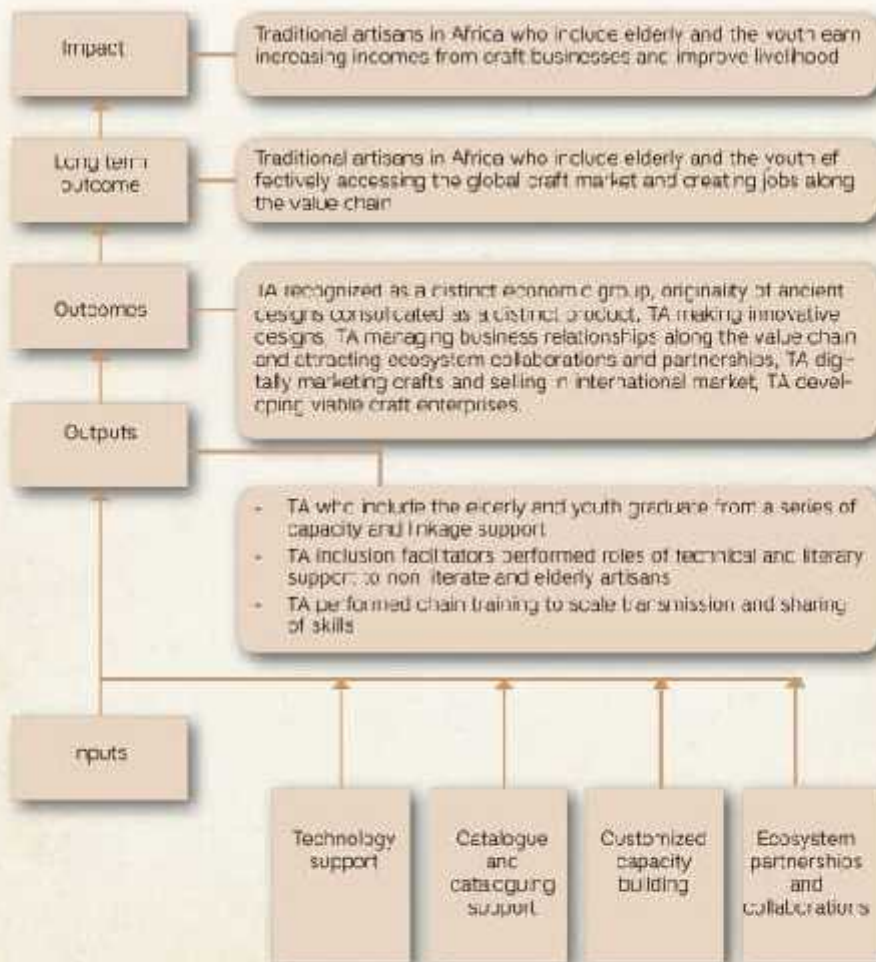 Impact
Traditional artisans in Africa who include elderly and the youth earn
increasing incomes from craft businesses and improve livelihood
Long term
outcome
Traditional artisans in Africa who include elderly and the youth ef
fectively accessing the global craft market and creating jobs along
the value chain
Outcomes
TA recognized as a distinct economic group, originality of ancient
designs consolidated as a distinct product, TA making innovative
designs, TA managing business relationships along the value chain
and attracting ecosystem collaborations and partnerships, TA dig-
itally marketing crafts and selling in international market, TA devel-
oping viable craft enterprises.
Outputs
- TA who include the elderly and youth graduate from a series of
capacity and linkage support
- TA inclusion facilitators performed roles of technical and literary
support to non literate and elderly artisans
- TA performed chain training to scale transmission and sharing
of skills
Inputs
Technology
support
Catalogue
and
cataloguing
support
Customized
capacity
building
Ecosystem
partnerships
and
collaborations